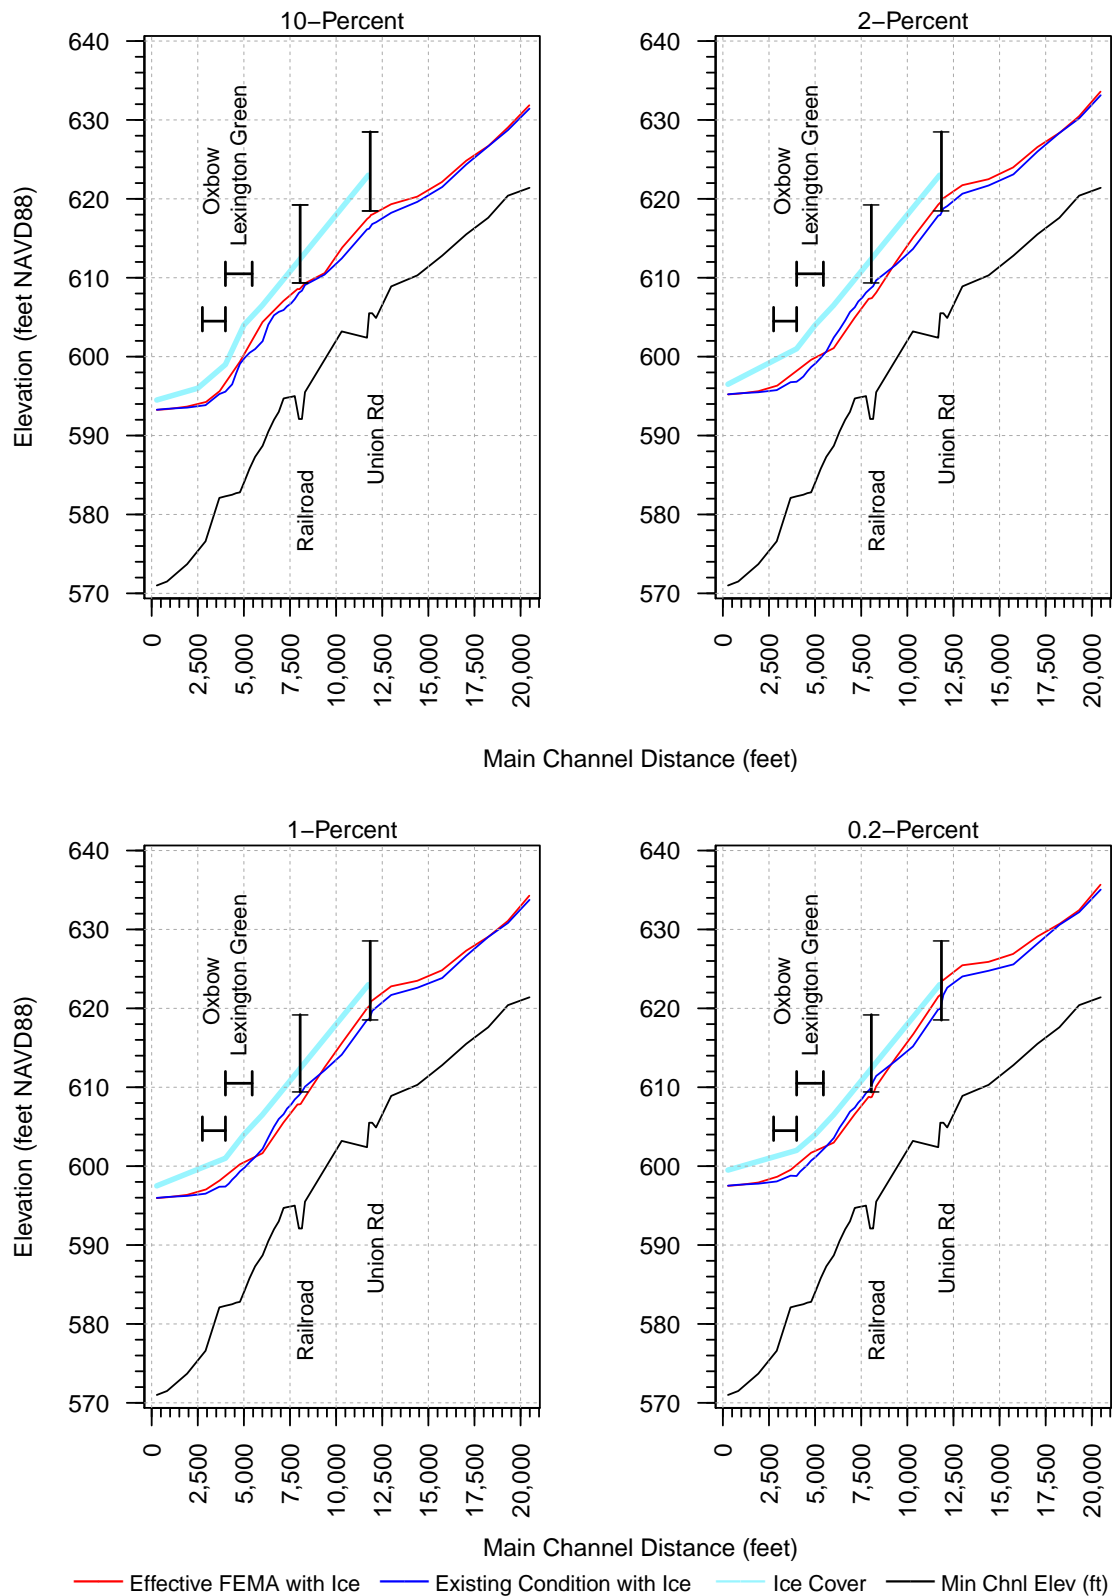 10−Percent
2−Percent
Elevation (feet NAVD88)
640
630
620
610
600
590
580
570
Oxbow
Lexington Green
Railroad
Union Rd
0
2,500
5,000
7,500
10,000
12,500
15,000
17,500
20,000
640
630
620
610
600
590
580
570
Oxbow
Lexington Green
Railroad
Union Rd
0
2,500
5,000
7,500
10,000
12,500
15,000
17,500
20,000
Main Channel Distance (feet)
1−Percent
0.2−Percent
Elevation (feet NAVD88)
640
630
620
610
600
590
580
570
Oxbow
Lexington Green
Railroad
Union Rd
0
2,500
5,000
7,500
10,000
12,500
15,000
17,500
20,000
640
630
620
610
600
590
580
570
Oxbow
Lexington Green
Railroad
Union Rd
0
2,500
5,000
7,500
10,000
12,500
15,000
17,500
20,000
Main Channel Distance (feet)
Effective FEMA with Ice
Existing Condition with Ice
Ice Cover
Min Chnl Elev (ft)